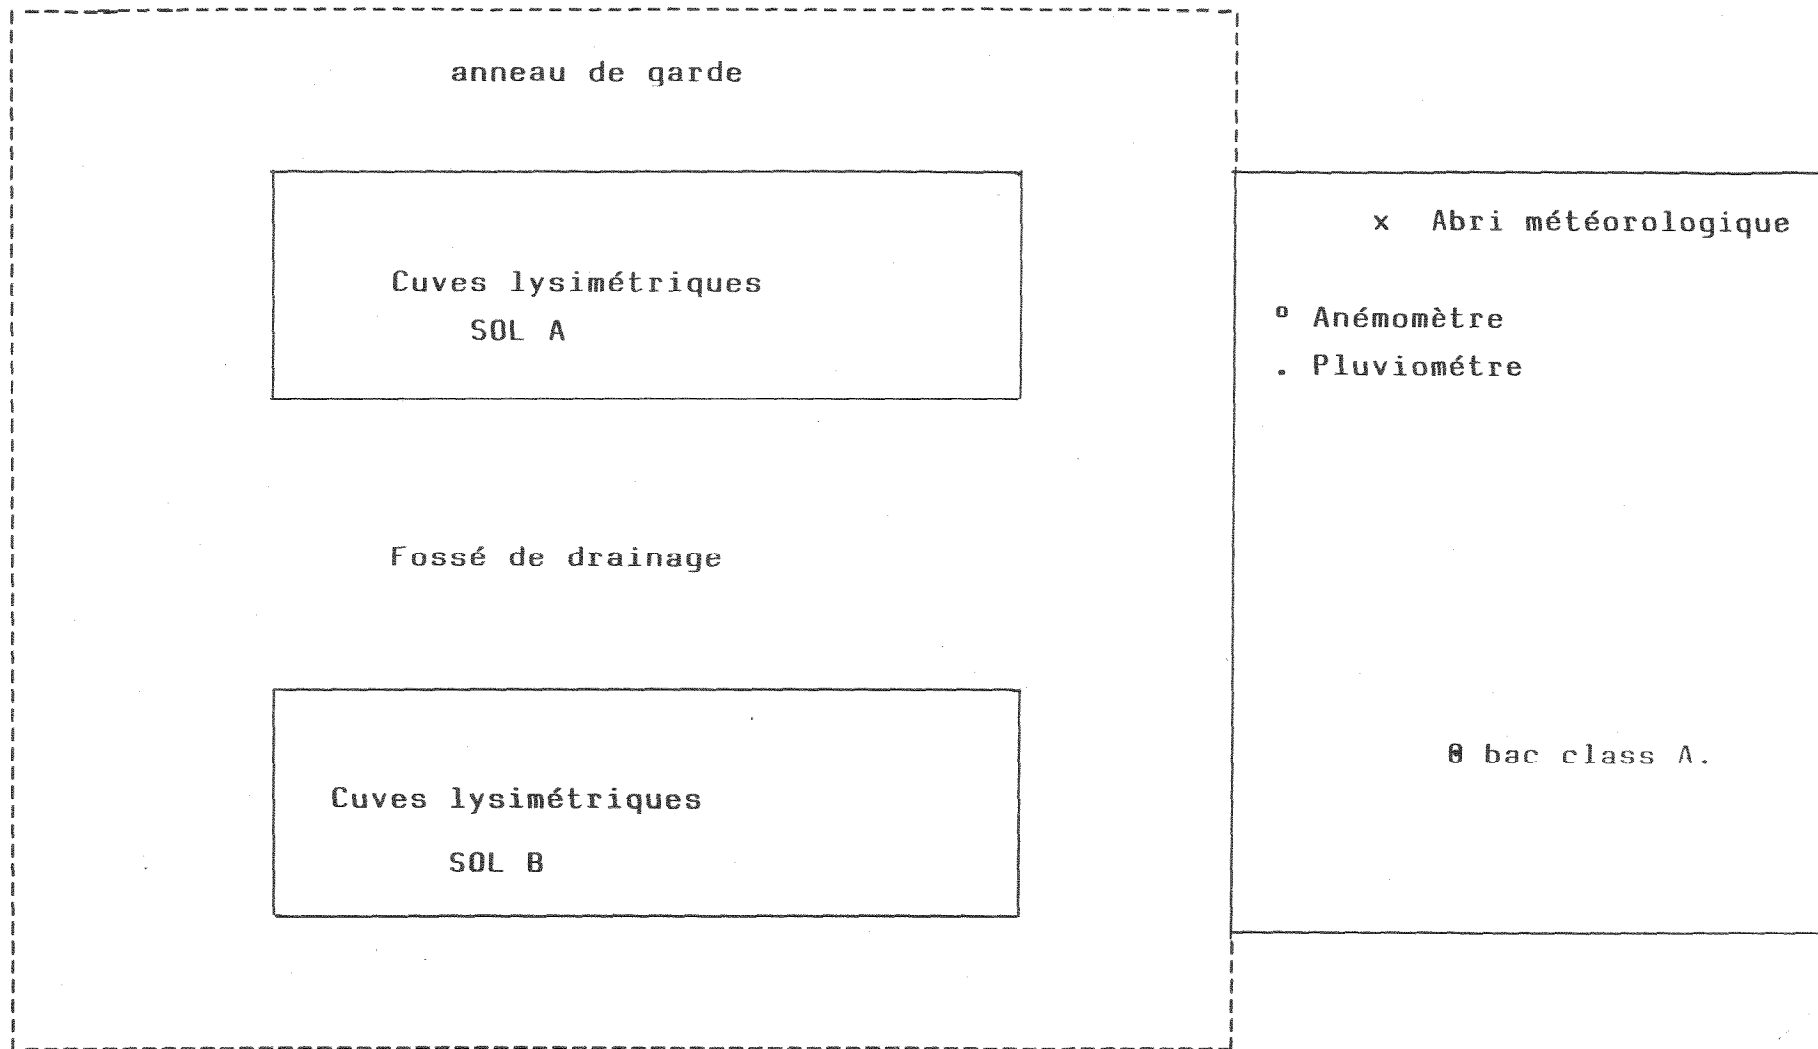 anneau de garde
Cuves lysimétriques
SOL A
Fossé de drainage
Cuves lysimétriques
SOL B
x Abri météorologique
o Anémomètre
. Pluviométre
θ bac class A.